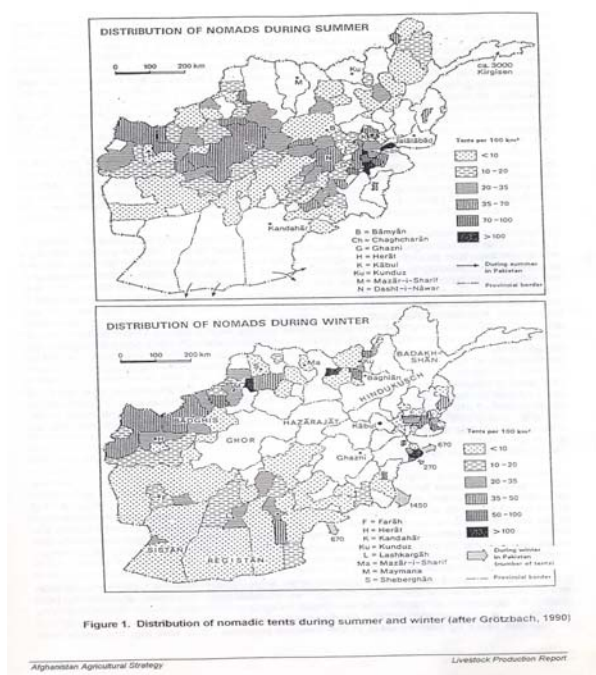 DISTRIBUTION OF NOMADS DURING SUMMER
0 100 200 km
M
Ku
ca. 3000
Kirgisen
Jalālābād
Tents per 100 km²
< 10
10 – 20
20 – 35
35 – 70
70 – 100
> 100
Kandahār
B = Bāmyān
Ch = Chaghcharān
G = Ghazni
H = Herāt
K = Kābul
Ku = Kunduz
M = Mazār-i-Sharif
N = Dasht-i-Nāwar
During summer
in Pakistan
Provincial border
DISTRIBUTION OF NOMADS DURING WINTER
0 100 200 km
BADAKH-
SHĀN
Ma
Ku
Baghlān
HINDUKUSCH
BADGHIS
HAZĀRAJĀT
Kābul
GHOR
Ghazni
670
270
1450
670
SISTĀN
REGISTĀN
Tents per 100 km²
< 10
10 – 20
20 – 35
35 – 50
50 – 100
> 100
F = Farāh
H = Herāt
K = Kandahār
Ku = Kunduz
L = Lashkargāh
Ma = Mazār-i-Sharif
M = Maymana
S = Sheberghān
During winter
in Pakistan
(number of tents)
Provincial border
Figure 1. Distribution of nomadic tents during summer and winter (after Grötzbach, 1990)
Afghanistan Agricultural Strategy
Livestock Production Report